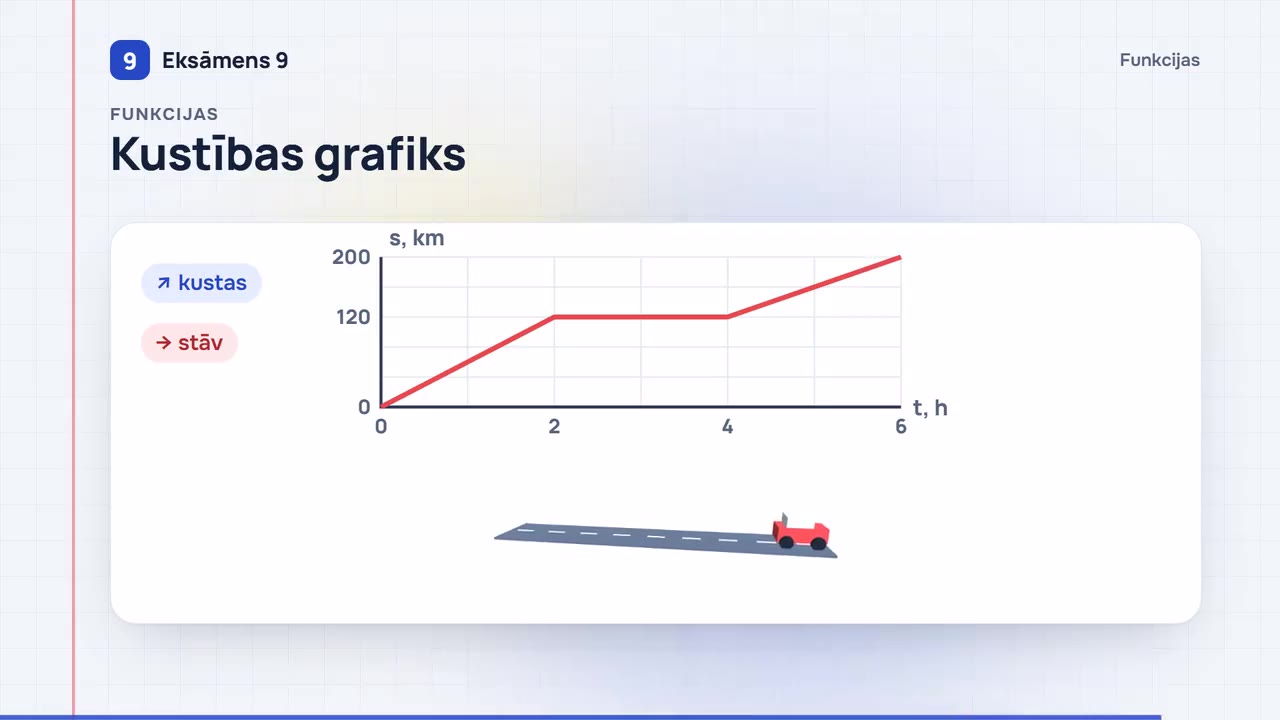 9 Eksāmens 9
Funkcijas
FUNKCIJAS
Kustības grafiks
↗ kustas
→ stāv
s, km
200
120
0
0 2 4 6
t, h